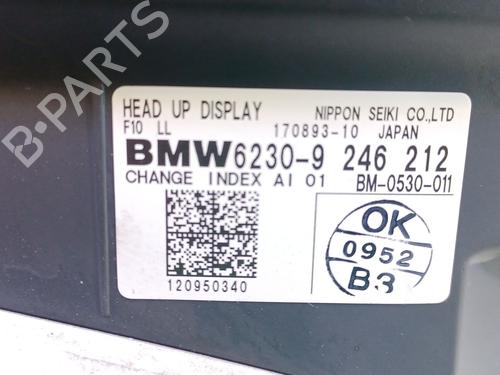 HEAD UP DISPLAY NIPPON SEIKI CO.,LTD
F10 LL 170893-10 JAPAN
BMW6230-9 246 212
CHANGE INDEX AI 01 BM-0530-011
OK
0952
B3
120950340
B-PARTS